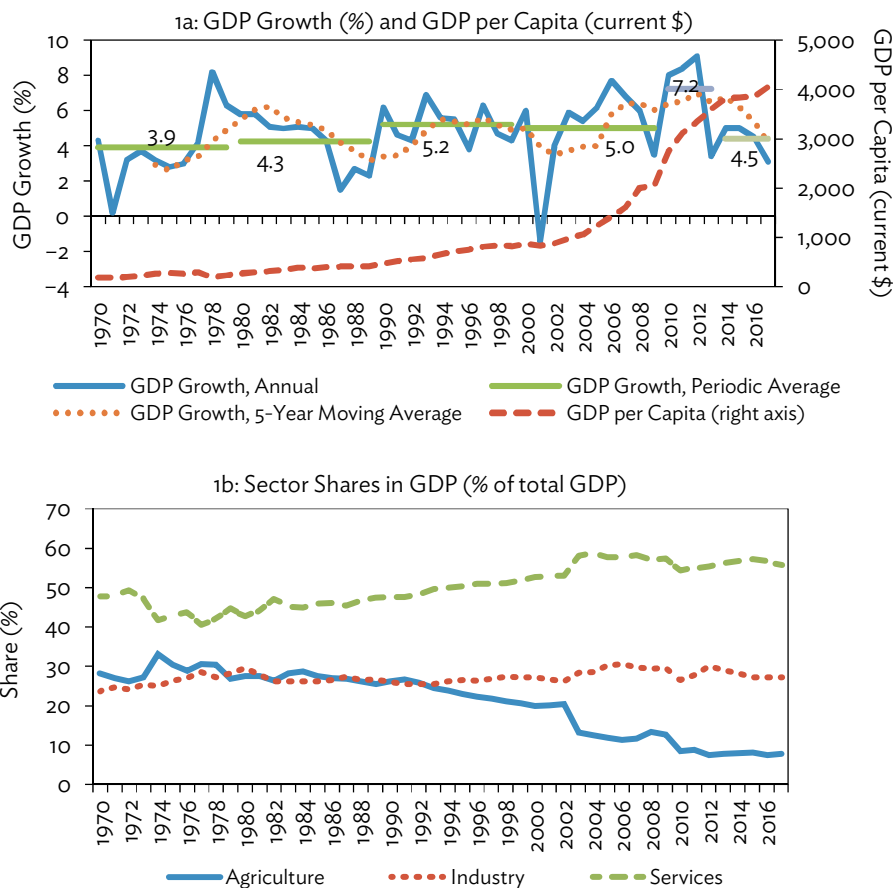 1a: GDP Growth (%) and GDP per Capita (current $)
GDP Growth (%)
10
8
6
4
2
0
−2
−4
3.9
4.3
5.2
5.0
7.2
4.5
5,000
4,000
3,000
2,000
1,000
0
GDP per Capita (current $)
1970 1972 1974 1976 1978 1980 1982 1984 1986 1988 1990 1992 1994 1996 1998 2000 2002 2004 2006 2008 2010 2012 2014 2016
GDP Growth, Annual GDP Growth, Periodic Average
GDP Growth, 5-Year Moving Average GDP per Capita (right axis)
1b: Sector Shares in GDP (% of total GDP)
Share (%)
70
60
50
40
30
20
10
0
1970 1972 1974 1976 1978 1980 1982 1984 1986 1988 1990 1992 1994 1996 1998 2000 2002 2004 2006 2008 2010 2012 2014 2016
Agriculture Industry Services